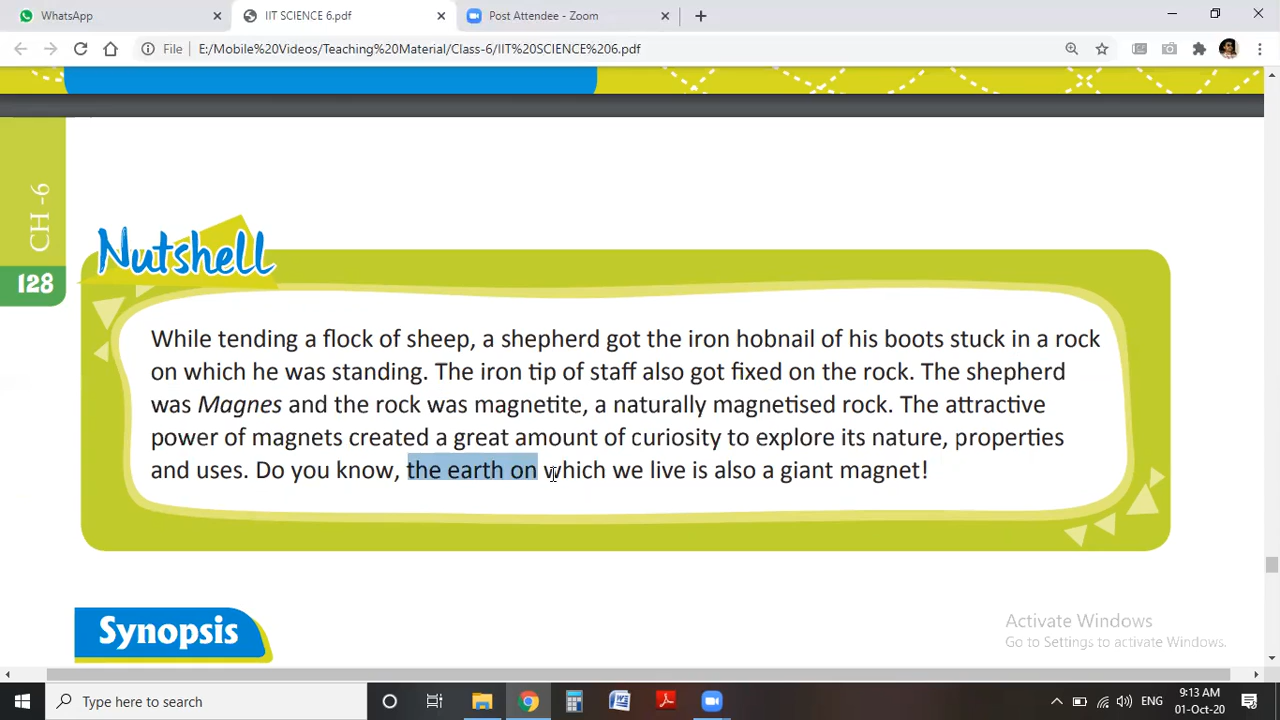 WhatsApp
IIT SCIENCE 6.pdf
Post Attendee - Zoom
File
E:/Mobile%20Videos/Teaching%20Material/Class-6/IIT%20SCIENCE%206.pdf
CH -6
128
Nutshell
While tending a flock of sheep, a shepherd got the iron hobnail of his boots stuck in a rock
on which he was standing. The iron tip of staff also got fixed on the rock. The shepherd
was Magnes and the rock was magnetite, a naturally magnetised rock. The attractive
power of magnets created a great amount of curiosity to explore its nature, properties
and uses. Do you know, the earth on which we live is also a giant magnet!
Synopsis
Activate Windows
Go to Settings to activate Windows.
Type here to search
ENG
9:13 AM
01-Oct-20